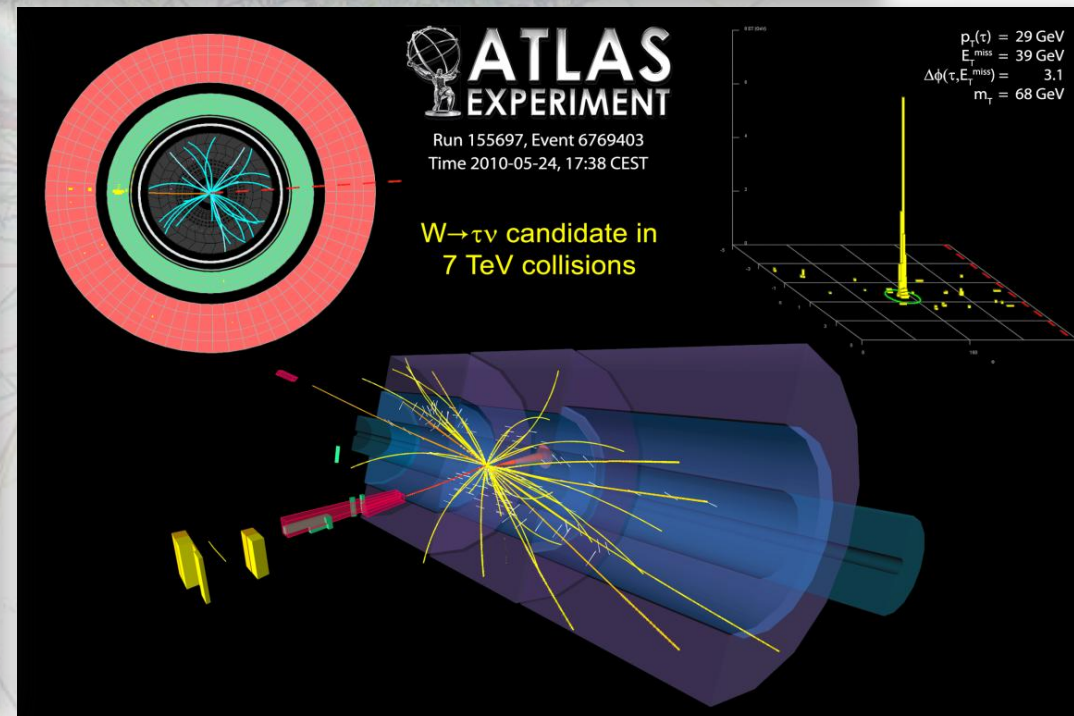 ATLAS
EXPERIMENT
Run 155697, Event 6769403
Time 2010-05-24, 17:38 CEST
W→τν candidate in
7 TeV collisions
p_T(τ) = 29 GeV
E_T^miss = 39 GeV
Δφ(τ,E_T^miss) = 3.1
m_T = 68 GeV